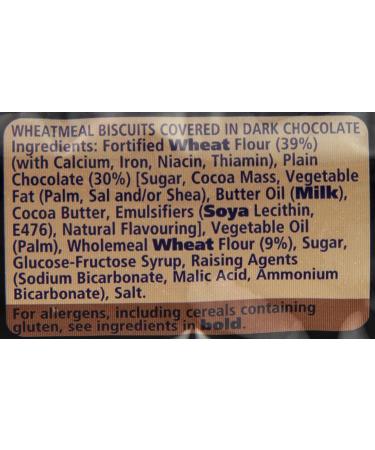 WHEATMEAL BISCUITS COVERED IN DARK CHOCOLATE
Ingredients: Fortified Wheat Flour (39%)
(with Calcium, Iron, Niacin, Thiamin), Plain
Chocolate (30%) [Sugar, Cocoa Mass, Vegetable
Fat (Palm, Sal and/or Shea), Butter Oil (Milk),
Cocoa Butter, Emulsifiers (Soya Lecithin,
E476), Natural Flavouring], Vegetable Oil
(Palm), Wholemeal Wheat Flour (9%), Sugar,
Glucose-Fructose Syrup, Raising Agents
(Sodium Bicarbonate, Malic Acid, Ammonium
Bicarbonate), Salt.
For allergens, including cereals containing
gluten, see ingredients in bold.